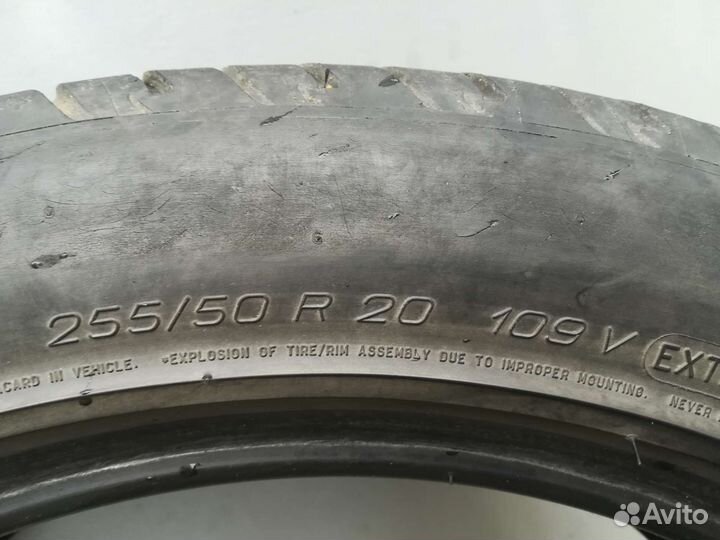 255/50 R 20 109 V EXT
CARD IN VEHICLE. *EXPLOSION OF TIRE/RIM ASSEMBLY DUE TO IMPROPER MOUNTING. NEVER
Avito